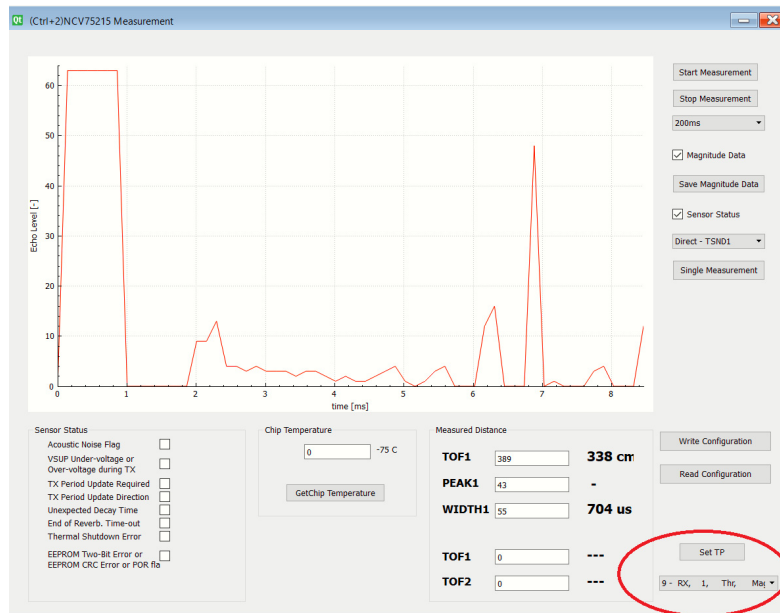 (Ctrl+2)NCV75215 Measurement
Start Measurement
Stop Measurement
200ms
Magnitude Data
Save Magnitude Data
Sensor Status
Direct - TSND1
Single Measurement
Echo Level [-]
60
50
40
30
20
10
0
0 1 2 3 4 5 6 7 8
time [ms]
Sensor Status
Acoustic Noise Flag
VSUP Under-voltage or
Over-voltage during TX
TX Period Update Required
TX Period Update Direction
Unexpected Decay Time
End of Reverb. Time-out
Thermal Shutdown Error
EEPROM Two-Bit Error or
EEPROM CRC Error or POR fla
Chip Temperature
0 -75 C
GetChip Temperature
Measured Distance
TOF1 389 338 cm
PEAK1 43 -
WIDTH1 55 704 us
TOF1 0 ---
TOF2 0 ---
Write Configuration
Read Configuration
Set TP
9 - RX, 1, Thr, Mag